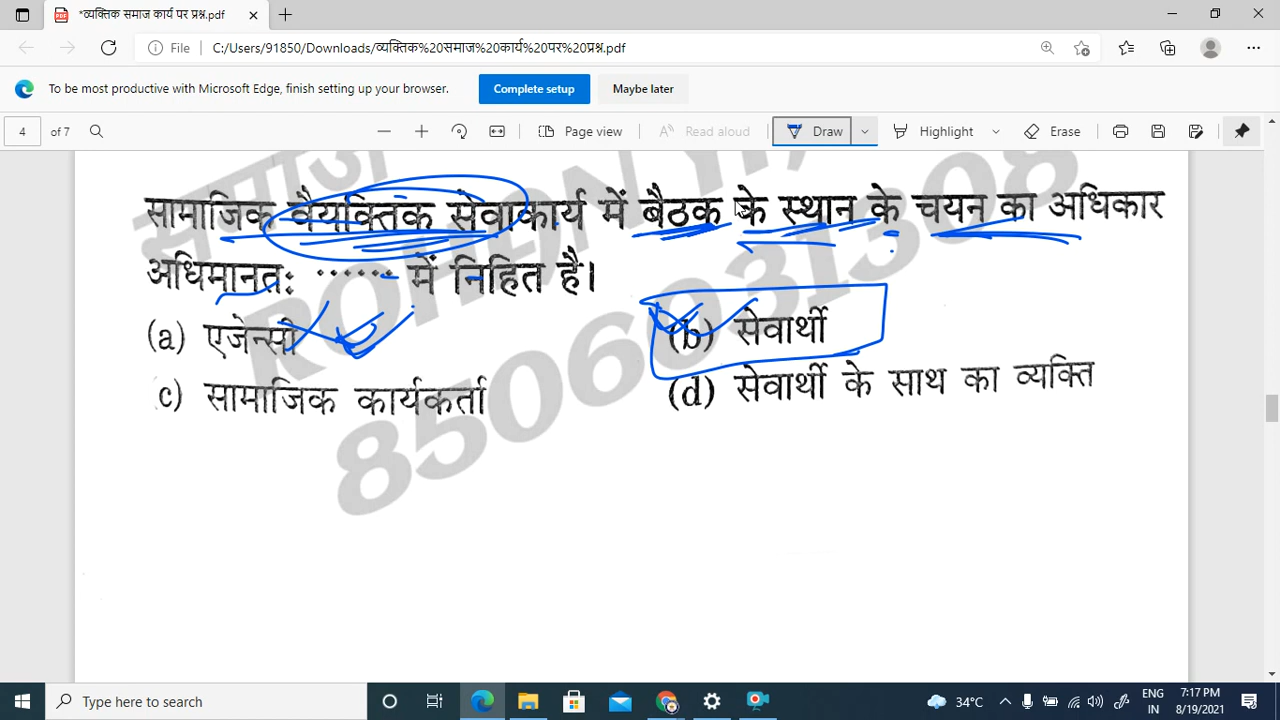 *व्यक्तिक समाज कार्य पर प्रश्न.pdf
File C:/Users/91850/Downloads/व्यक्तिक%20समाज%20कार्य%20पर%20प्रश्न.pdf
To be most productive with Microsoft Edge, finish setting up your browser. Complete setup Maybe later
4 of 7 Page view Read aloud Draw Highlight Erase
सामाजिक वैयक्तिक सेवाकार्य में बैठक के स्थान के चयन का अधिकार
अधिमानतः ...... में निहित है।
(a) एजेन्सी (b) सेवार्थी
c) सामाजिक कार्यकर्ता (d) सेवार्थी के साथ का व्यक्ति
समाज
ROHAN
8506031308
Type here to search 34°C ENG 7:17 PM
IN 8/19/2021